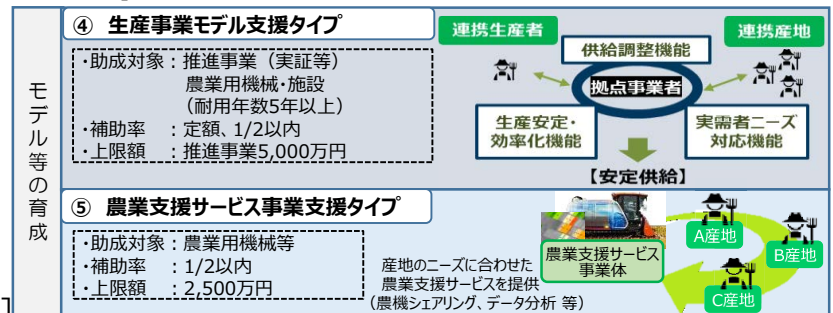 モデル等の育成
④ 生産事業モデル支援タイプ
・助成対象：推進事業（実証等）
農業用機械・施設
（耐用年数5年以上）
・補助率　：定額、1/2以内
・上限額　：推進事業5,000万円
連携生産者
連携産地
供給調整機能
拠点事業者
生産安定・
効率化機能
実需者ニーズ
対応機能
【安定供給】
⑤ 農業支援サービス事業支援タイプ
・助成対象：農業用機械等
・補助率　：1/2以内
・上限額　：2,500万円
産地のニーズに合わせた
農業支援サービスを提供
（農機シェアリング、データ分析 等）
農業支援サービス
事業体
A産地
B産地
C産地